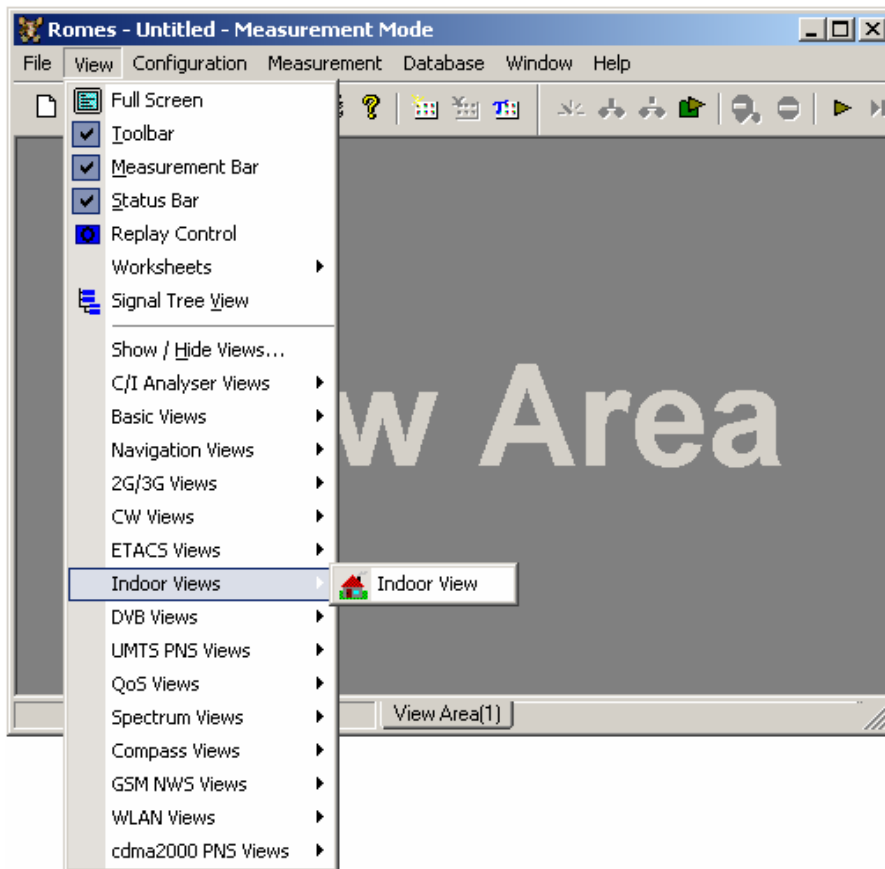 Romes - Untitled - Measurement Mode
File View Configuration Measurement Database Window Help
Full Screen
Toolbar
Measurement Bar
Status Bar
Replay Control
Worksheets
Signal Tree View
Show / Hide Views...
C/I Analyser Views
Basic Views
Navigation Views
2G/3G Views
CW Views
ETACS Views
Indoor Views
Indoor View
DVB Views
UMTS PNS Views
QoS Views
Spectrum Views
Compass Views
GSM NWS Views
WLAN Views
cdma2000 PNS Views
w Area
View Area(1)